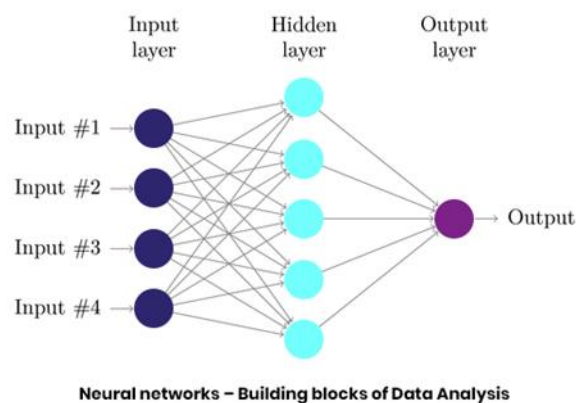 Input
layer
Hidden
layer
Output
layer
Input #1
Input #2
Input #3
Input #4
Output
Neural networks – Building blocks of Data Analysis